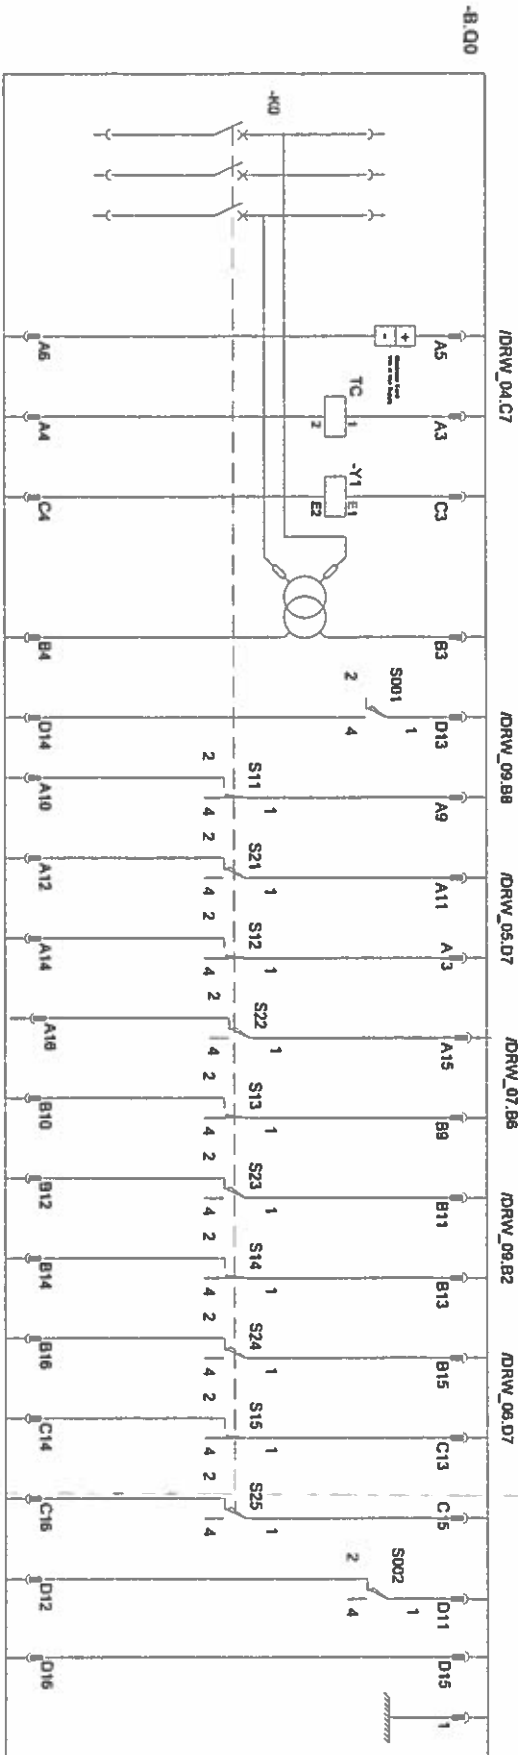 -B.Q0
/DRW_04.C7
/DRW_09.B8
/DRW_05.D7
/DRW_07.B6
/DRW_09.B2
/DRW_06.D7
A5
A3
C3
B3
D13
A9
A11
A 3
A15
B9
B11
B13
B15
C13
C 5
D11
D15
1
-K0
+
-
TC
1
2
-Y1
E1
E2
S001
1
2
4
S11
1
2
4
S21
1
2
4
S12
1
2
4
S22
1
2
4
S13
1
2
4
S23
1
2
4
S14
1
2
4
S24
1
2
4
S15
1
2
4
S25
1
2
4
S002
1
2
4
A6
A4
C4
B4
D14
A10
A12
A14
A16
B10
B12
B14
B16
C14
C16
D12
D16